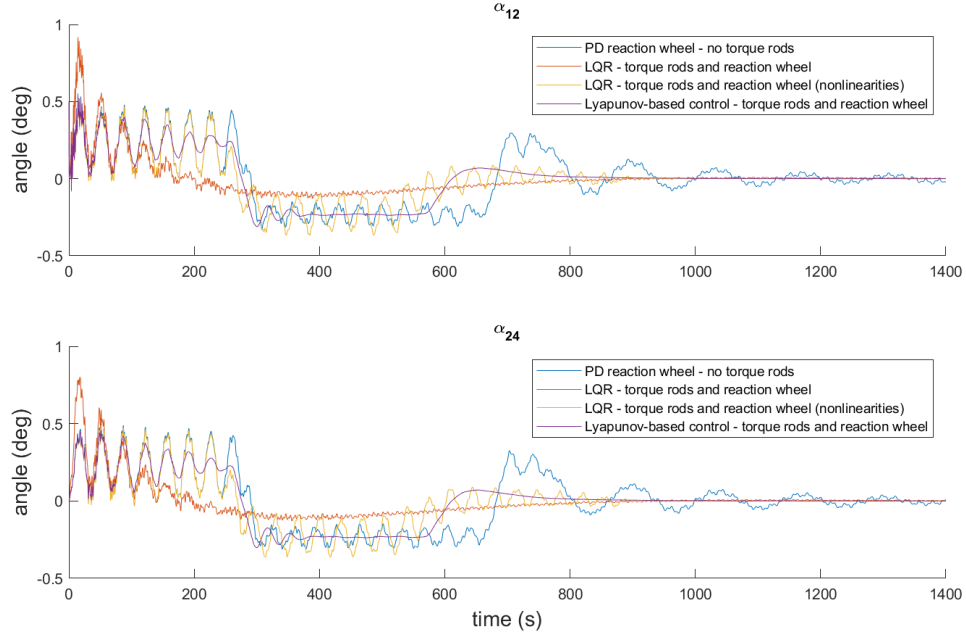 α12
1
0.5
0
-0.5
angle (deg)
PD reaction wheel - no torque rods
LQR - torque rods and reaction wheel
LQR - torque rods and reaction wheel (nonlinearities)
Lyapunov-based control - torque rods and reaction wheel
0 200 400 600 800 1000 1200 1400
α24
1
0.5
0
-0.5
angle (deg)
PD reaction wheel - no torque rods
LQR - torque rods and reaction wheel
LQR - torque rods and reaction wheel (nonlinearities)
Lyapunov-based control - torque rods and reaction wheel
0 200 400 600 800 1000 1200 1400
time (s)